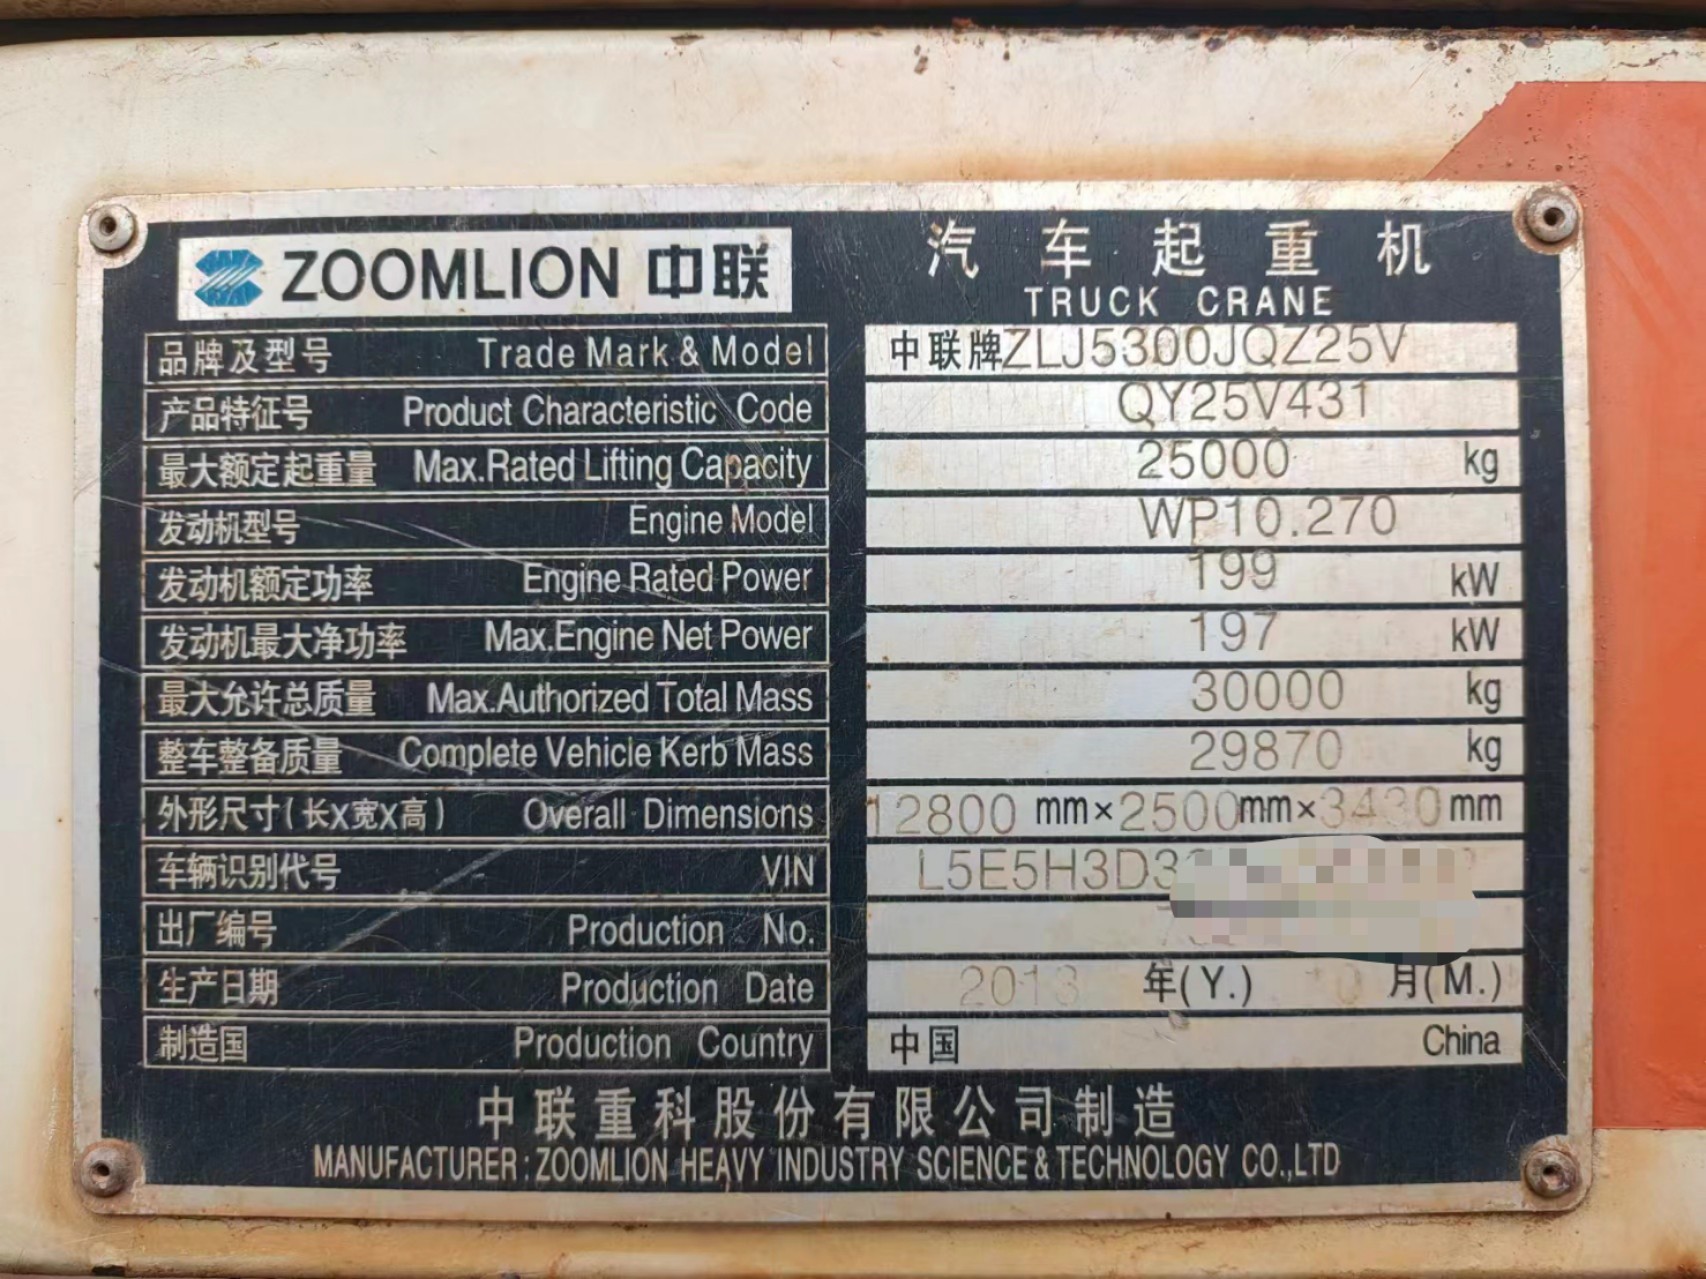 ZOOMLION 中联
汽车起重机
TRUCK CRANE
品牌及型号 Trade Mark & Model 中联牌ZLJ5300JQZ25V
产品特征号 Product Characteristic Code QY25V431
最大额定起重量 Max.Rated Lifting Capacity 25000 kg
发动机型号 Engine Model WP10.270
发动机额定功率 Engine Rated Power 199 kW
发动机最大净功率 Max.Engine Net Power 197 kW
最大允许总质量 Max.Authorized Total Mass 30000 kg
整车整备质量 Complete Vehicle Kerb Mass 29870 kg
外形尺寸(长X宽X高) Overall Dimensions 12800 mm×2500mm×3430mm
车辆识别代号 VIN L5E5H3D3
出厂编号 Production No.
生产日期 Production Date 2013 年(Y.) 月(M.)
制造国 Production Country 中国 China
中联重科股份有限公司制造
MANUFACTURER:ZOOMLION HEAVY INDUSTRY SCIENCE & TECHNOLOGY CO.,LTD